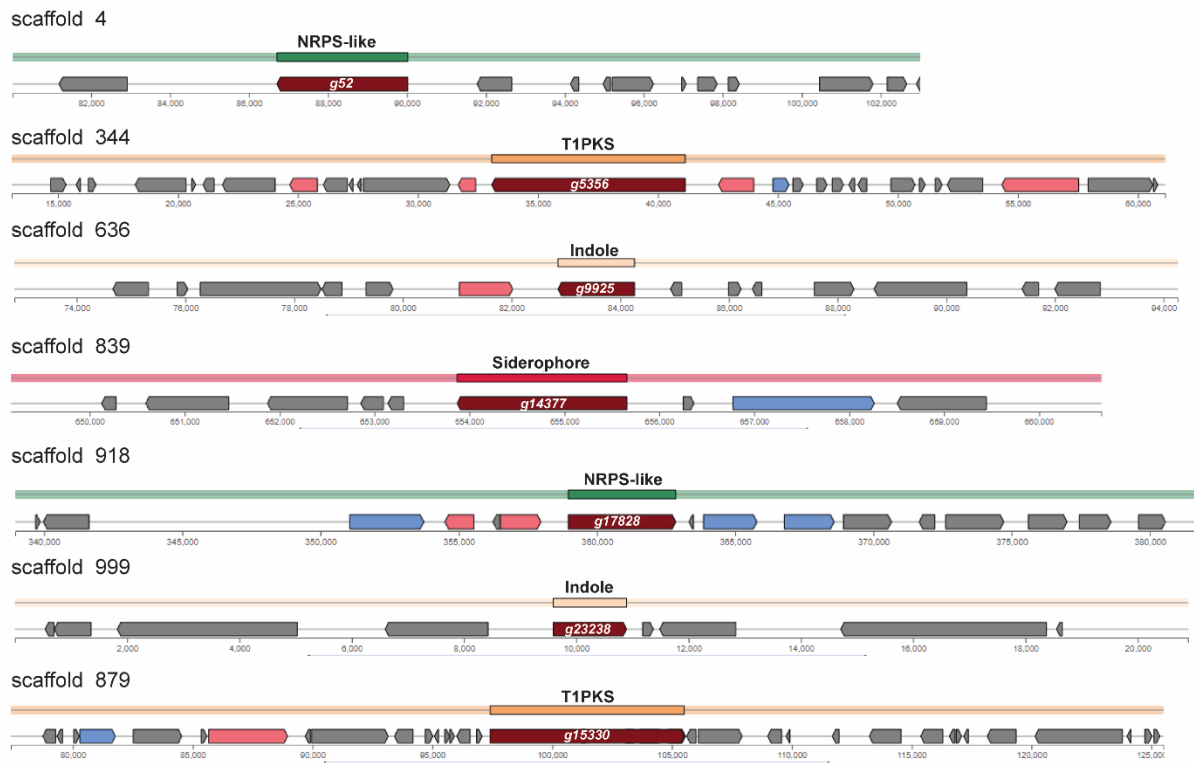 scaffold 4
NRPS-like
g52
82,000 84,000 86,000 88,000 90,000 92,000 94,000 96,000 98,000 100,000 102,000
scaffold 344
T1PKS
g5356
15,000 20,000 25,000 30,000 35,000 40,000 45,000 50,000 55,000 60,000
scaffold 636
Indole
g9925
74,000 76,000 78,000 80,000 82,000 84,000 86,000 88,000 90,000 92,000 94,000
scaffold 839
Siderophore
g14377
650,000 651,000 652,000 653,000 654,000 655,000 656,000 657,000 658,000 659,000 660,000
scaffold 918
NRPS-like
g17828
340,000 345,000 350,000 355,000 360,000 365,000 370,000 375,000 380,000
scaffold 999
Indole
g23238
2,000 4,000 6,000 8,000 10,000 12,000 14,000 16,000 18,000 20,000
scaffold 879
T1PKS
g15330
80,000 85,000 90,000 95,000 100,000 105,000 110,000 115,000 120,000 125,000